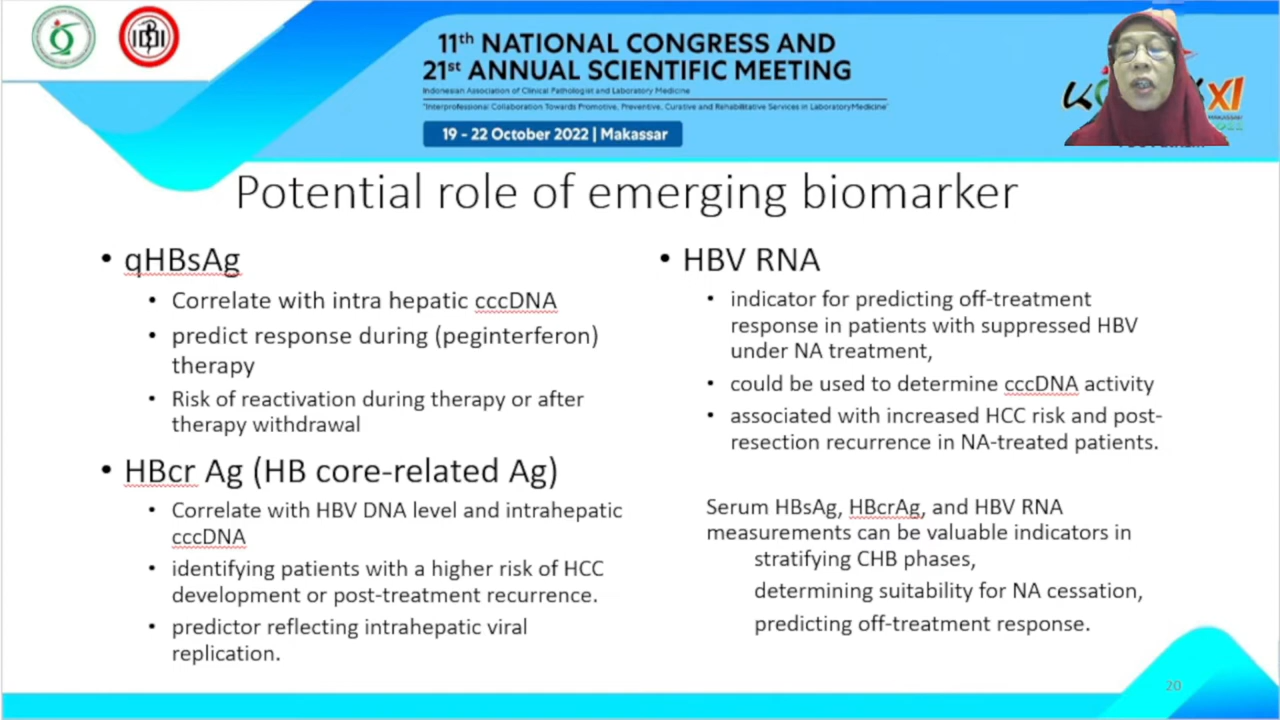 11th NATIONAL CONGRESS AND
21st ANNUAL SCIENTIFIC MEETING
Indonesian Association of Clinical Pathologist and Laboratory Medicine
"Interprofessional Collaboration Towards Promotive, Preventive, Curative and Rehabilitative Services in LaboratoryMedicine"
19 - 22 October 2022 | Makassar
XI
Potential role of emerging biomarker
• qHBsAg
• Correlate with intra hepatic cccDNA
• predict response during (peginterferon)
therapy
• Risk of reactivation during therapy or after
therapy withdrawal
• HBcr Ag (HB core-related Ag)
• Correlate with HBV DNA level and intrahepatic
cccDNA
• identifying patients with a higher risk of HCC
development or post-treatment recurrence.
• predictor reflecting intrahepatic viral
replication.
• HBV RNA
• indicator for predicting off-treatment
response in patients with suppressed HBV
under NA treatment,
• could be used to determine cccDNA activity
• associated with increased HCC risk and post-
resection recurrence in NA-treated patients.
Serum HBsAg, HBcrAg, and HBV RNA
measurements can be valuable indicators in
stratifying CHB phases,
determining suitability for NA cessation,
predicting off-treatment response.
20